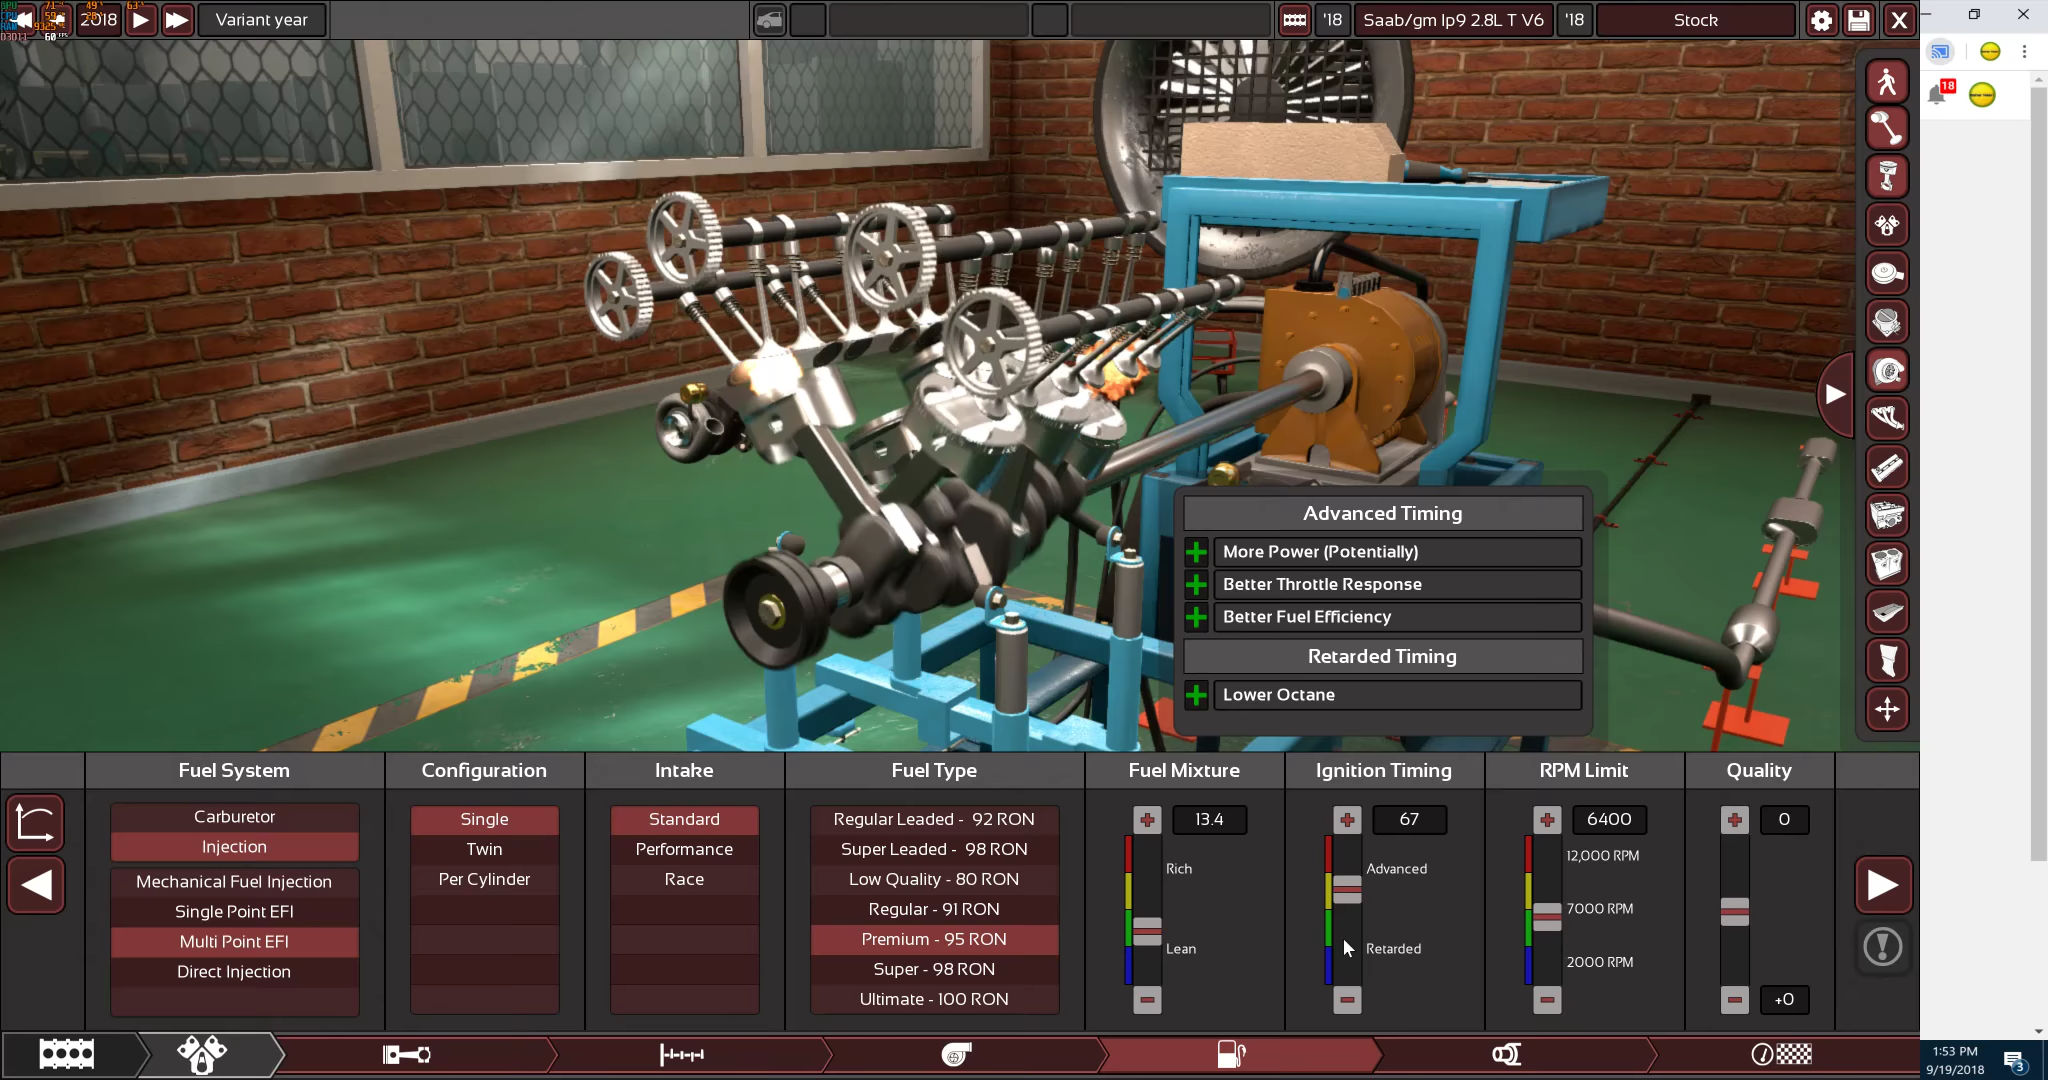 2018
Variant year
'18
Saab/gm lp9 2.8L T V6
'18
Stock
18
Advanced Timing
More Power (Potentially)
Better Throttle Response
Better Fuel Efficiency
Retarded Timing
Lower Octane
Fuel System
Configuration
Intake
Fuel Type
Fuel Mixture
Ignition Timing
RPM Limit
Quality
Carburetor
Injection
Mechanical Fuel Injection
Single Point EFI
Multi Point EFI
Direct Injection
Single
Twin
Per Cylinder
Standard
Performance
Race
Regular Leaded - 92 RON
Super Leaded - 98 RON
Low Quality - 80 RON
Regular - 91 RON
Premium - 95 RON
Super - 98 RON
Ultimate - 100 RON
13.4
Rich
Lean
67
Advanced
Retarded
6400
12,000 RPM
7000 RPM
2000 RPM
0
+0
1:53 PM
9/19/2018
3